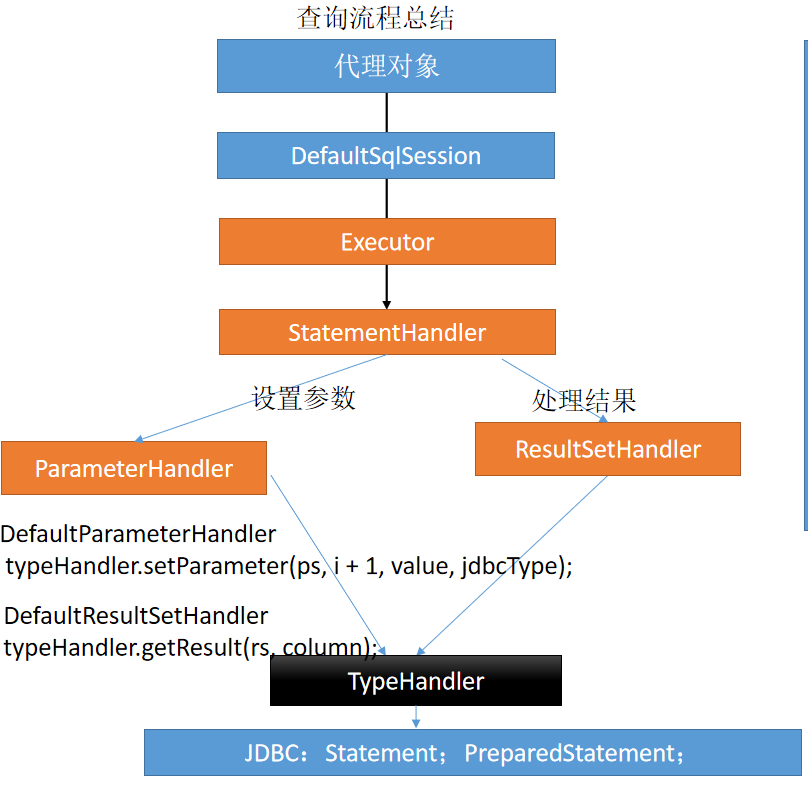 查询流程总结
代理对象
DefaultSqlSession
Executor
StatementHandler
设置参数
处理结果
ParameterHandler
ResultSetHandler
DefaultParameterHandler
typeHandler.setParameter(ps, i + 1, value, jdbcType);
DefaultResultSetHandler
typeHandler.getResult(rs, column);
TypeHandler
JDBC：Statement；PreparedStatement；